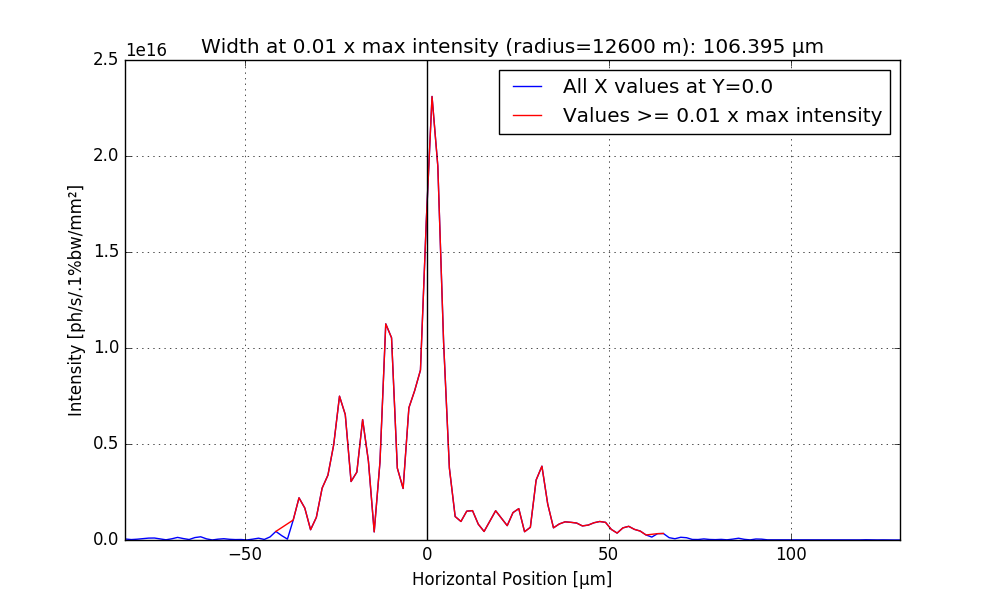 Width at 0.01 x max intensity (radius=12600 m): 106.395 µm
1e16
2.5
2.0
1.5
1.0
0.5
0.0
Intensity [ph/s/.1%bw/mm²]
All X values at Y=0.0
Values >= 0.01 x max intensity
−50 0 50 100
Horizontal Position [µm]